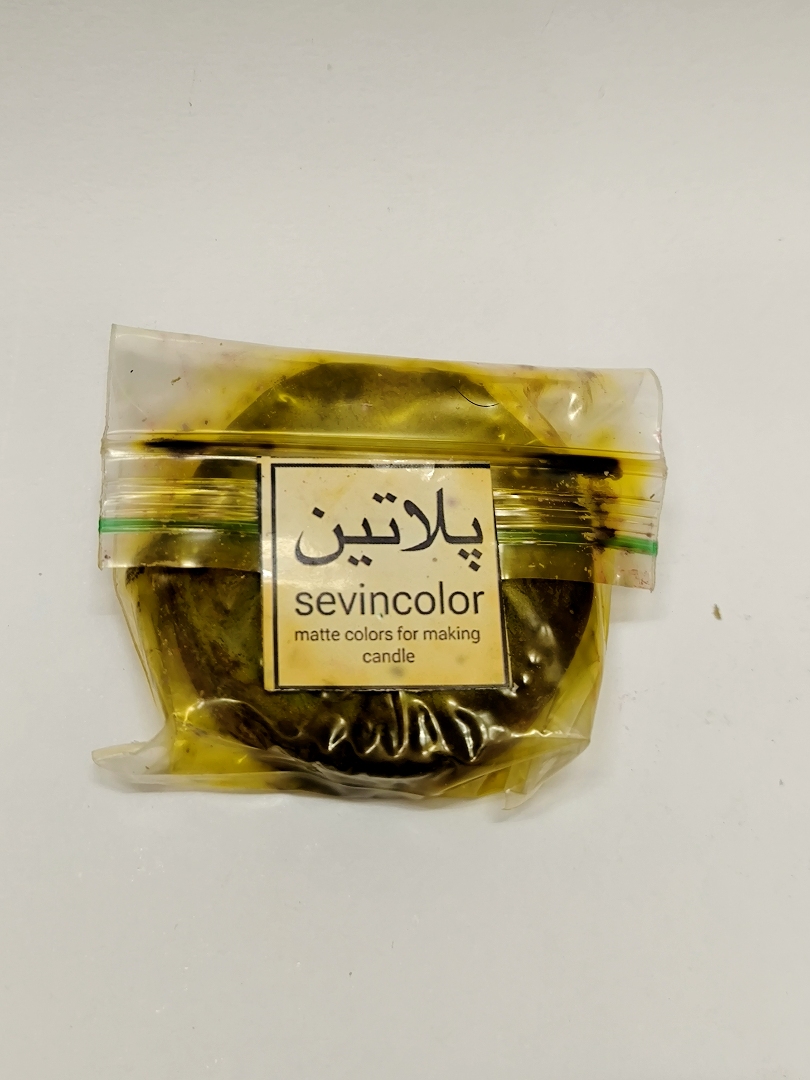 پلاتین
sevincolor
matte colors for making
candle